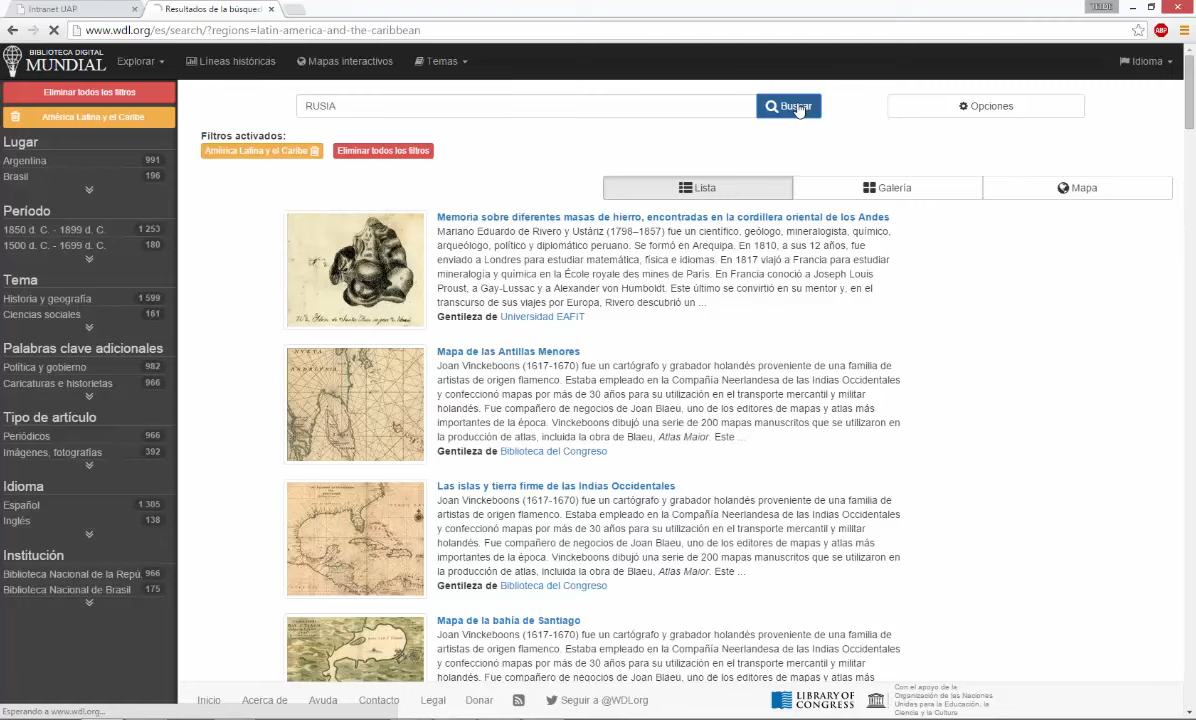 Intranet UAP
Resultados de la búsqued
www.wdl.org/es/search/?regions=latin-america-and-the-caribbean
ABP
BIBLIOTECA DIGITAL
MUNDIAL
Explorar
Líneas históricas
Mapas interactivos
Temas
Idioma
Eliminar todos los filtros
América Latina y el Caribe
Lugar
Argentina 991
Brasil 196
Período
1850 d. C. - 1899 d. C. 1 253
1500 d. C. - 1699 d. C. 180
Tema
Historia y geografía 1 599
Ciencias sociales 161
Palabras clave adicionales
Política y gobierno 982
Caricaturas e historietas 966
Tipo de artículo
Periódicos 966
Imágenes, fotografías 392
Idioma
Español 1 305
Inglés 138
Institución
Biblioteca Nacional de la Repú. 966
Biblioteca Nacional de Brasil 175
RUSIA
Buscar
Opciones
Filtros activados:
América Latina y el Caribe
Eliminar todos los filtros
Lista
Galería
Mapa
Memoria sobre diferentes masas de hierro, encontradas en la cordillera oriental de los Andes
Mariano Eduardo de Rivero y Ustáriz (1798–1857) fue un científico, geólogo, mineralogista, químico,
arqueólogo, político y diplomático peruano. Se formó en Arequipa. En 1810, a sus 12 años, fue
enviado a Londres para estudiar matemática, física e idiomas. En 1817 viajó a Francia para estudiar
mineralogía y química en la École royale des mines de París. En Francia conoció a Joseph Louis
Proust, a Gay-Lussac y a Alexander von Humboldt. Este último se convirtió en su mentor y, en el
transcurso de sus viajes por Europa, Rivero descubrió un ...
Gentileza de Universidad EAFIT
Mapa de las Antillas Menores
Joan Vinckeboons (1617-1670) fue un cartógrafo y grabador holandés proveniente de una familia de
artistas de origen flamenco. Estaba empleado en la Compañía Neerlandesa de las Indias Occidentales
y confeccionó mapas por más de 30 años para su utilización en el transporte mercantil y militar
holandés. Fue compañero de negocios de Joan Blaeu, uno de los editores de mapas y atlas más
importantes de la época. Vinckeboons dibujó una serie de 200 mapas manuscritos que se utilizaron en
la producción de atlas, incluida la obra de Blaeu, Atlas Maior. Este ...
Gentileza de Biblioteca del Congreso
Las islas y tierra firme de las Indias Occidentales
Joan Vinckeboons (1617-1670) fue un cartógrafo y grabador holandés proveniente de una familia de
artistas de origen flamenco. Estaba empleado en la Compañía Neerlandesa de las Indias Occidentales
y confeccionó mapas por más de 30 años para su utilización en el transporte mercantil y militar
holandés. Fue compañero de negocios de Joan Blaeu, uno de los editores de mapas y atlas más
importantes de la época. Vinckeboons dibujó una serie de 200 mapas manuscritos que se utilizaron en
la producción de atlas, incluida la obra de Blaeu, Atlas Maior. Este ...
Gentileza de Biblioteca del Congreso
Mapa de la bahía de Santiago
Joan Vinckeboons (1617-1670) fue un cartógrafo y grabador holandés proveniente de una familia de
artistas de origen flamenco. Estaba empleado en la Compañía Neerlandesa de las Indias Occidentales
y confeccionó mapas por más de 30 años para su utilización en el transporte mercantil y militar
holandés. Fue compañero de negocios de Joan Blaeu, uno de los editores de mapas y atlas más
Inicio
Acerca de
Ayuda
Contacto
Legal
Donar
Seguir a @WDLorg
LIBRARY OF
CONGRESS
Con el apoyo de la
Organización de las Naciones
Unidas para la Educación, la
Ciencia y la Cultura
Esperando a www.wdl.org...